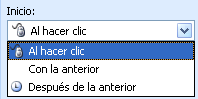 Inicio:
Al hacer clic
Al hacer clic
Con la anterior
Después de la anterior